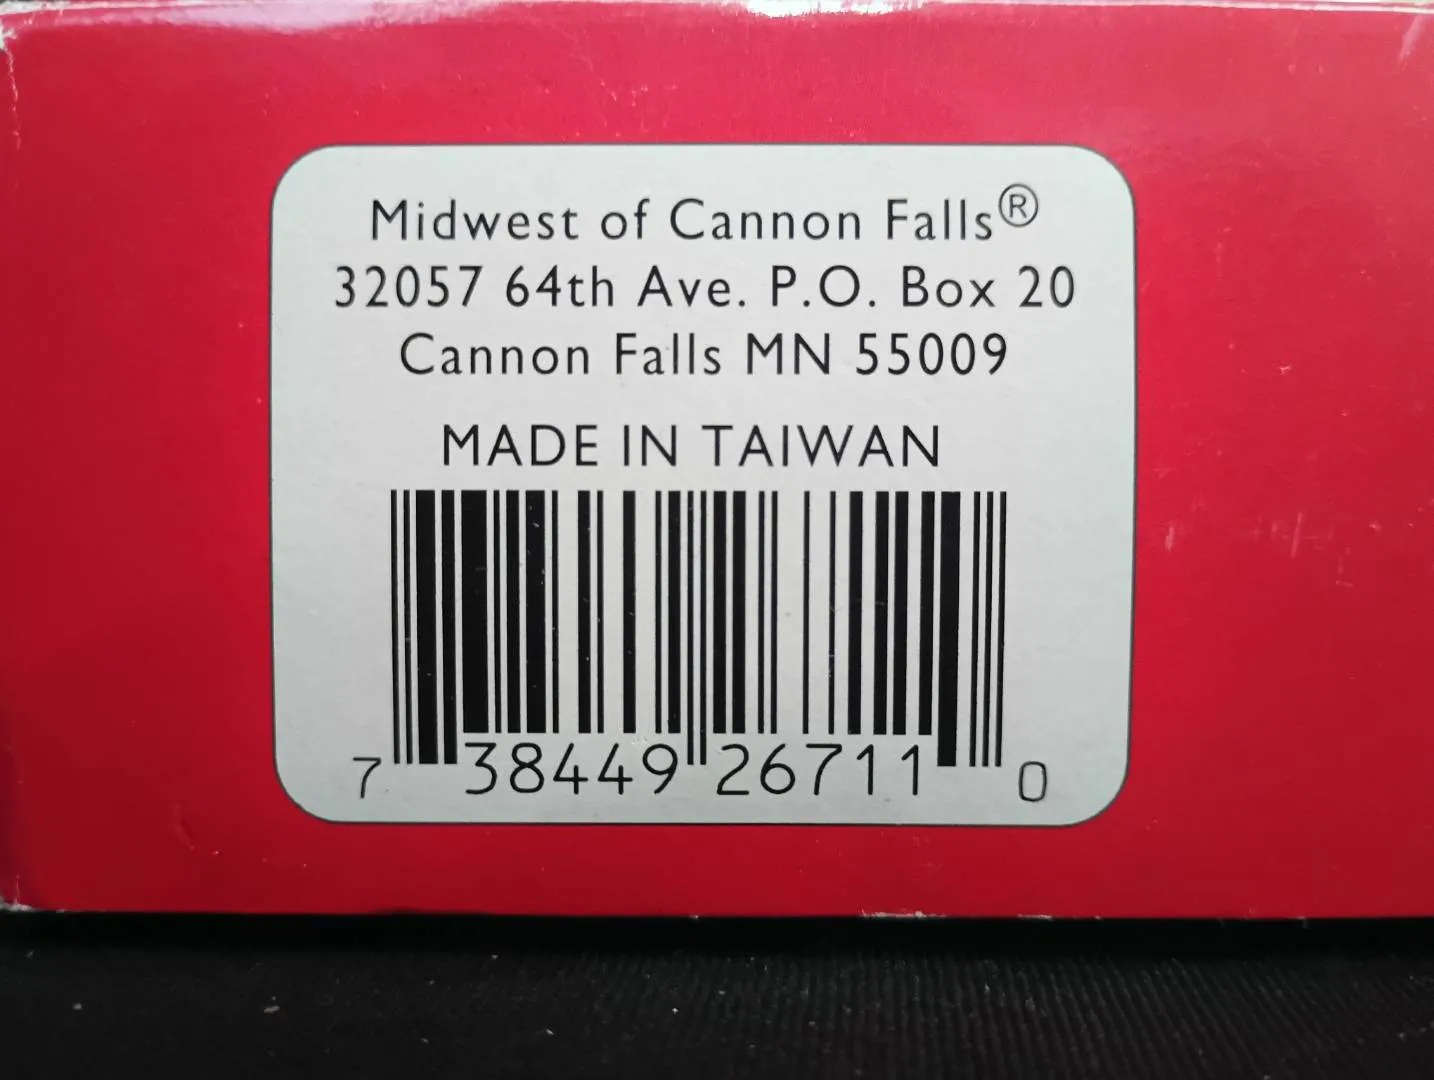 Midwest of Cannon Falls®
32057 64th Ave. P.O. Box 20
Cannon Falls MN 55009
MADE IN TAIWAN
7 38449 26711 0